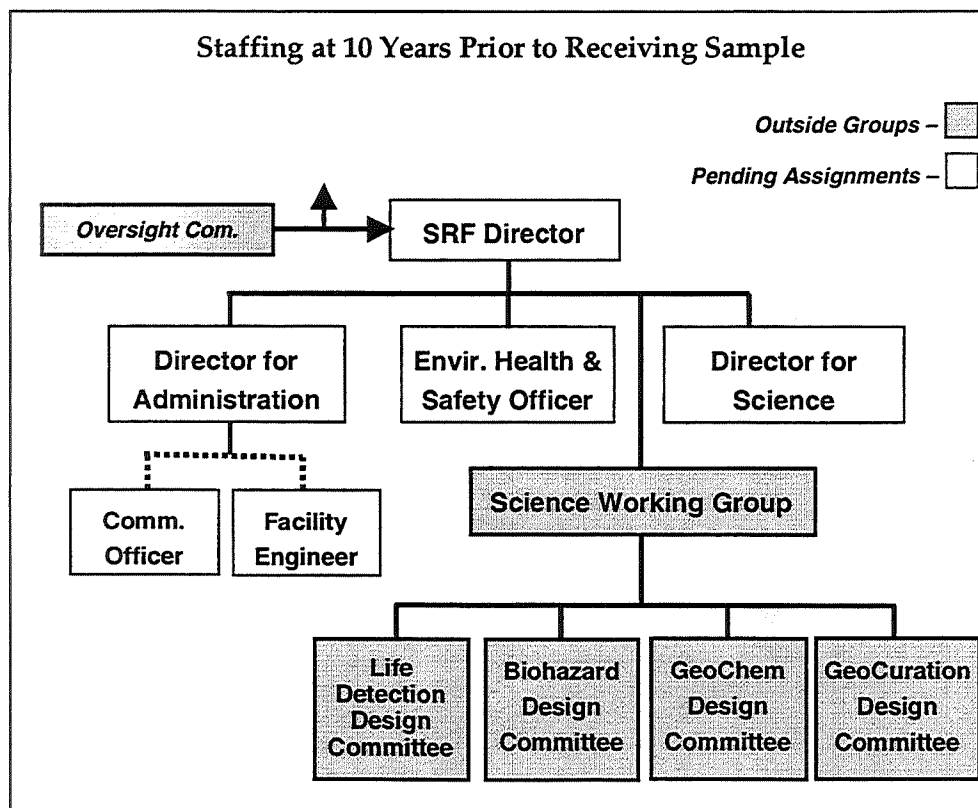 Staffing at 10 Years Prior to Receiving Sample
Outside Groups –
Pending Assignments –
Oversight Com.
SRF Director
Director for
Administration
Envir. Health &
Safety Officer
Director for
Science
Science Working Group
Comm.
Officer
Facility
Engineer
Life
Detection
Design
Committee
Biohazard
Design
Committee
GeoChem
Design
Committee
GeoCuration
Design
Committee